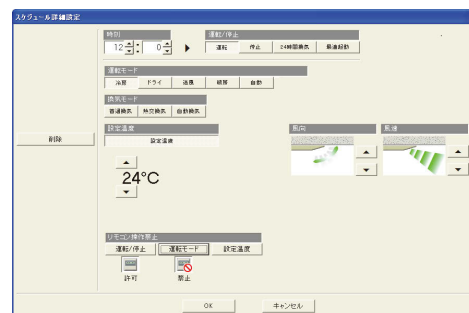 スケジュール詳細設定
時刻
運転/停止
12 : 0
運転 停止 24時間換気 最適起動
運転モード
冷房 ドライ 送風 暖房 自動
換気モード
普通換気 熱交換気 自動換気
設定温度
風向
風速
設定温度
削除
24℃
リモコン操作禁止
運転/停止 運転モード 設定温度
許可 禁止
OK キャンセル